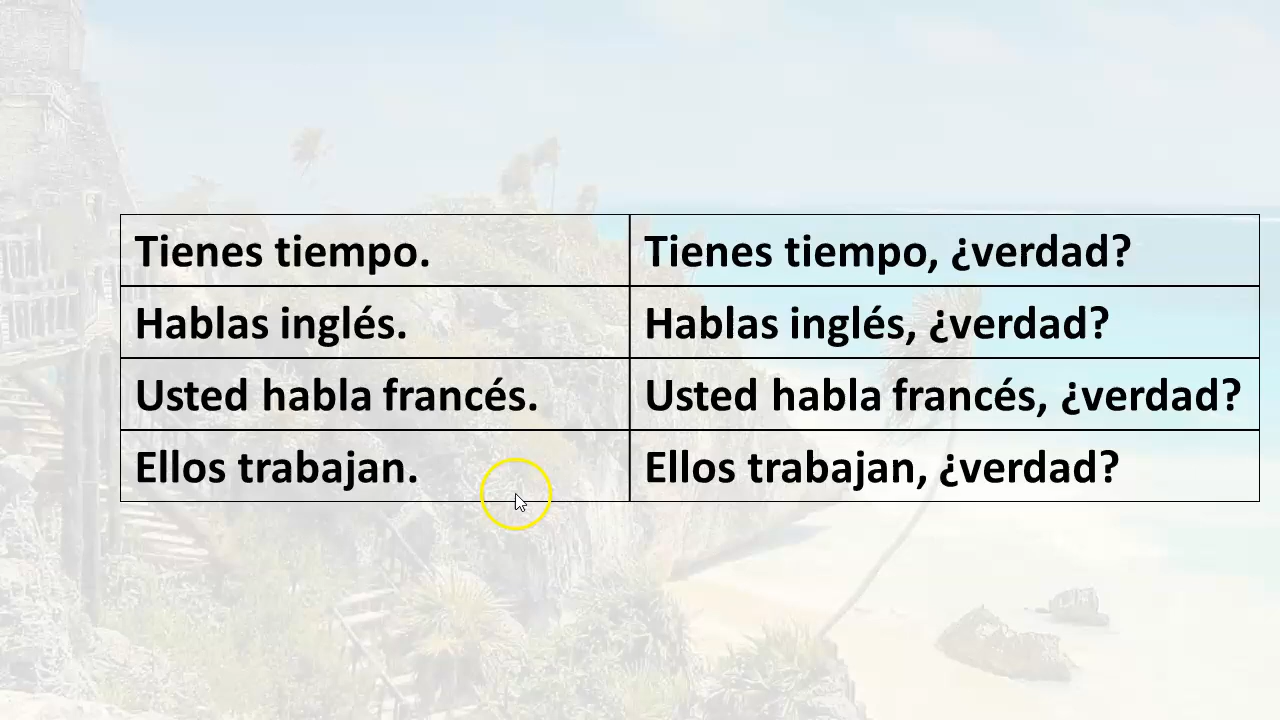 Tienes tiempo. Tienes tiempo, ¿verdad?
Hablas inglés. Hablas inglés, ¿verdad?
Usted habla francés. Usted habla francés, ¿verdad?
Ellos trabajan. Ellos trabajan, ¿verdad?